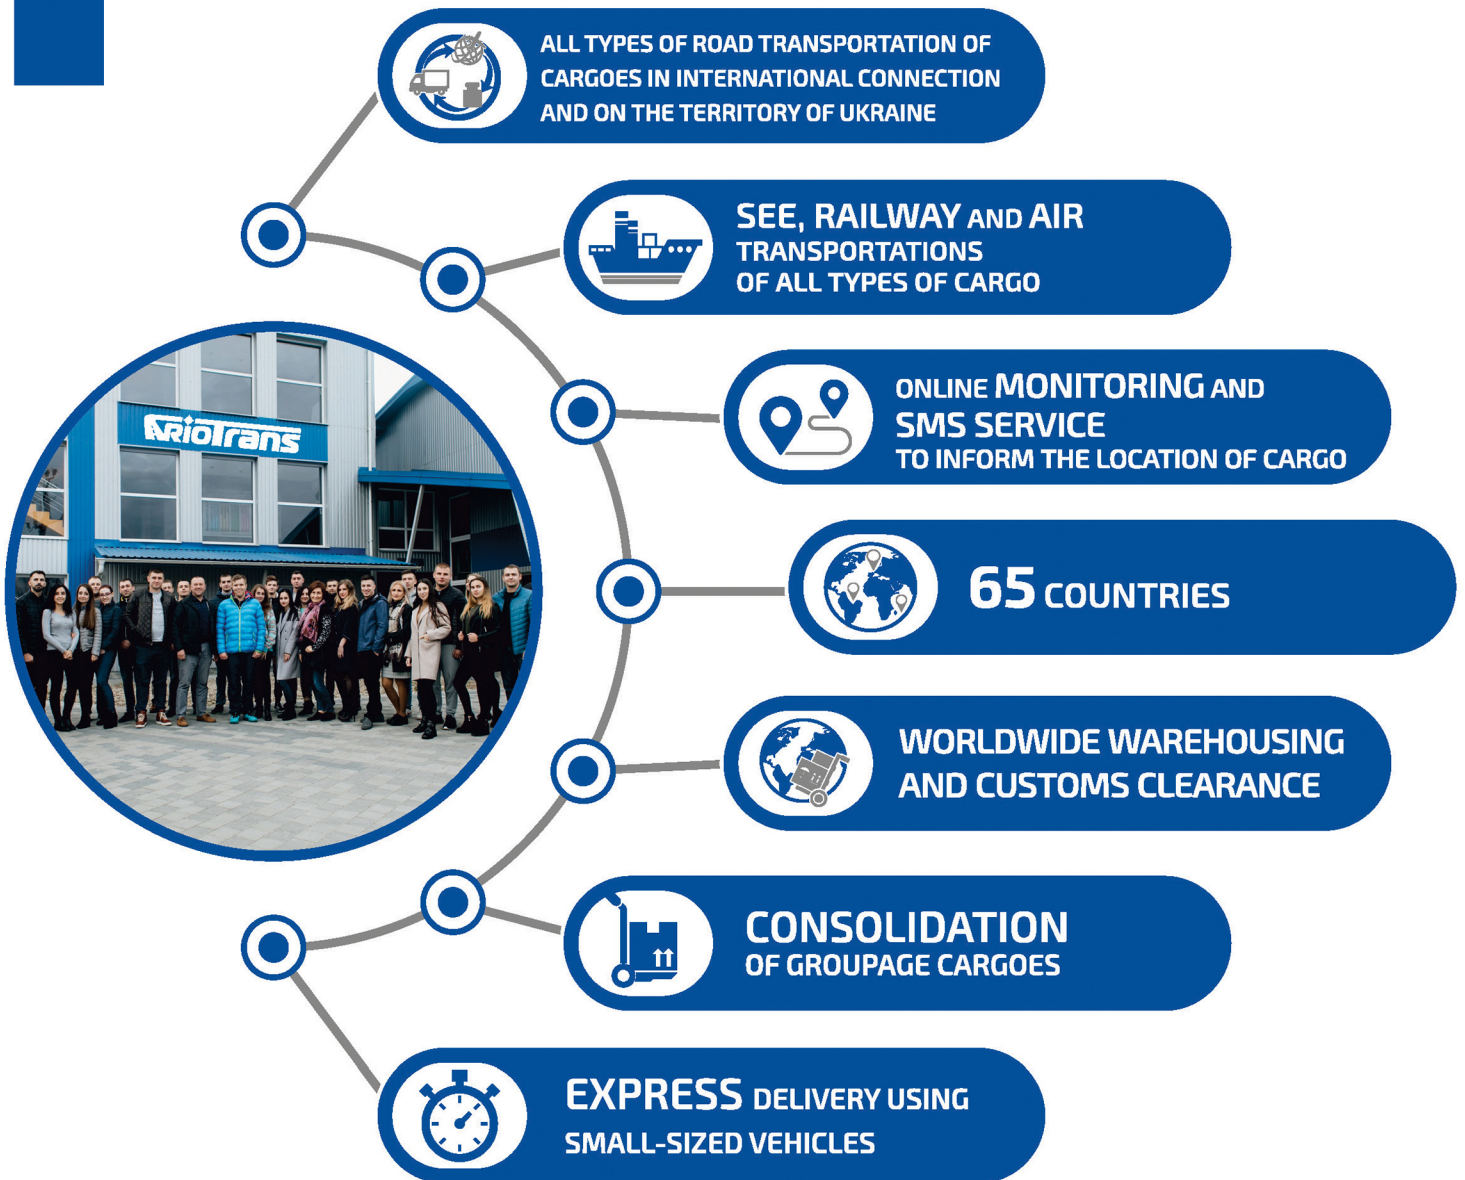 ALL TYPES OF ROAD TRANSPORTATION OF
CARGOES IN INTERNATIONAL CONNECTION
AND ON THE TERRITORY OF UKRAINE
SEE, RAILWAY AND AIR
TRANSPORTATIONS
OF ALL TYPES OF CARGO
ONLINE MONITORING AND
SMS SERVICE
TO INFORM THE LOCATION OF CARGO
ArioTrans
65 COUNTRIES
WORLDWIDE WAREHOUSING
AND CUSTOMS CLEARANCE
CONSOLIDATION
OF GROUPAGE CARGOES
EXPRESS DELIVERY USING
SMALL-SIZED VEHICLES